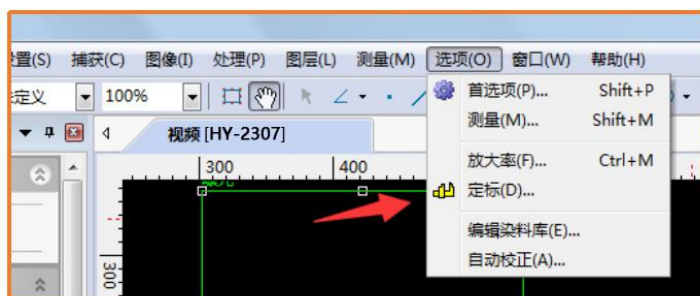 置(S) 捕获(C) 图像(I) 处理(P) 图层(L) 测量(M) 选项(O) 窗口(W) 帮助(H)
定义 100%
首选项(P)... Shift+P
测量(M)... Shift+M
视频 [HY-2307]
放大率(F)... Ctrl+M
300 400
定标(D)...
编辑染料库(E)...
自动校正(A)...
300